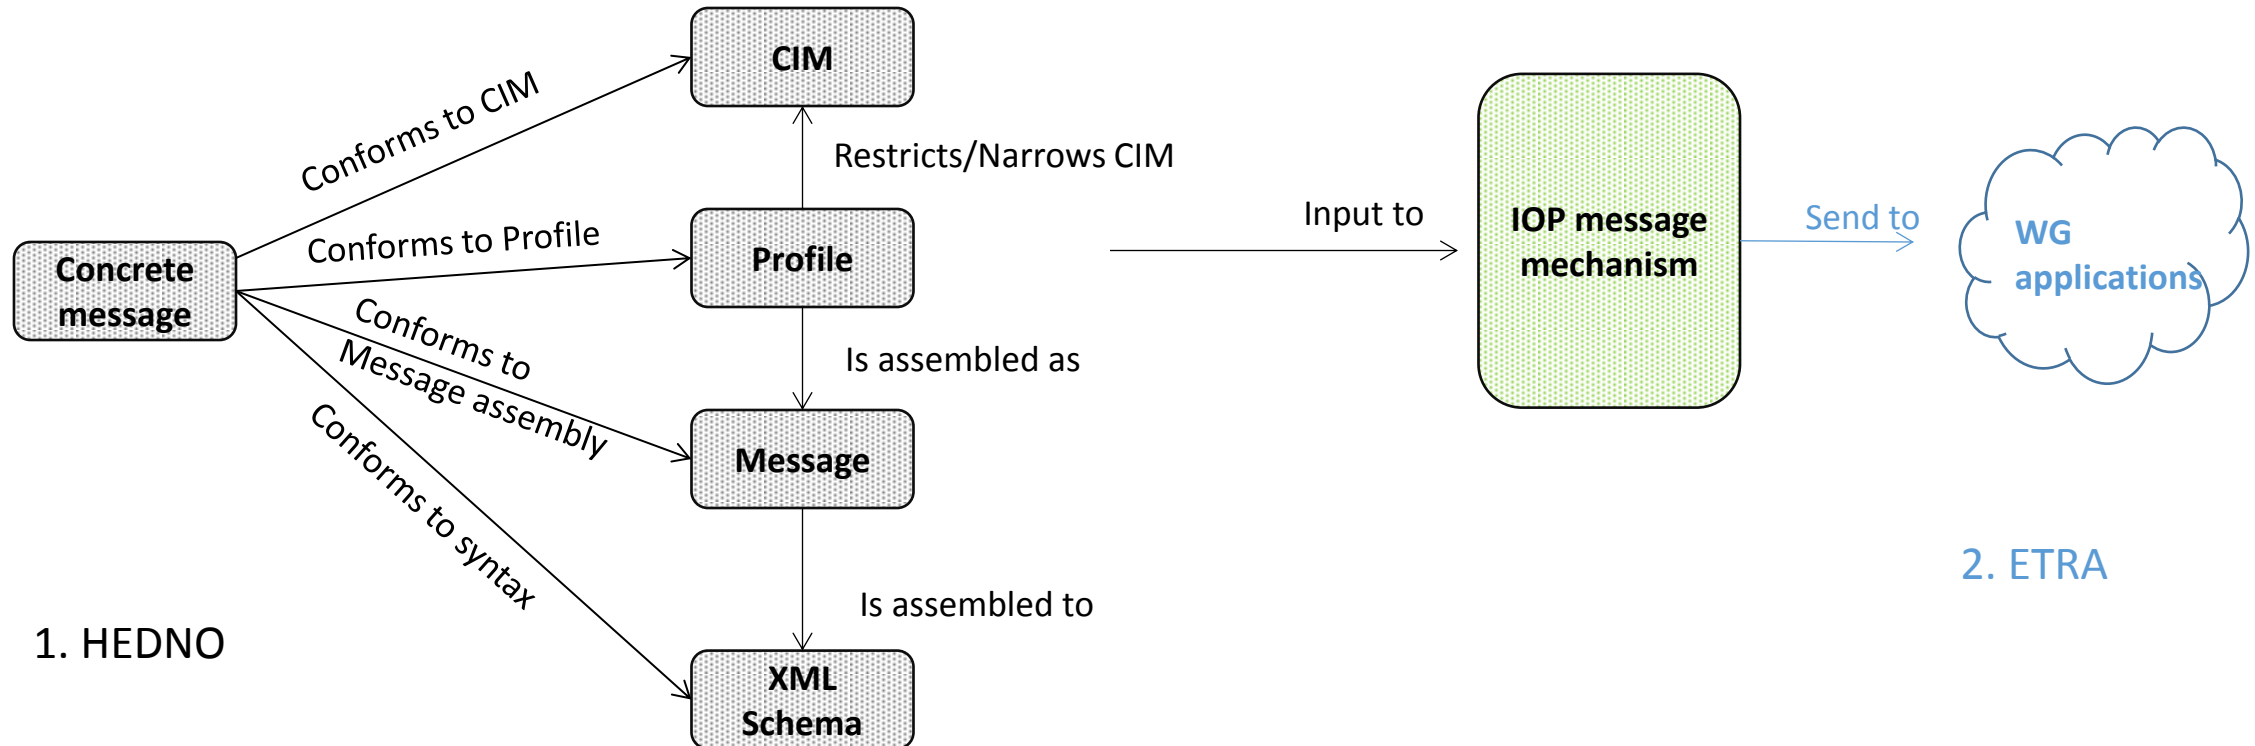 CIM
Conforms to CIM
Restricts/Narrows CIM
Conforms to Profile
Profile
Concrete
message
Conforms to
Message assembly
Is assembled as
Message
Conforms to syntax
Is assembled to
XML
Schema
1. HEDNO
Input to
IOP message
mechanism
Send to
WG
applications
2. ETRA